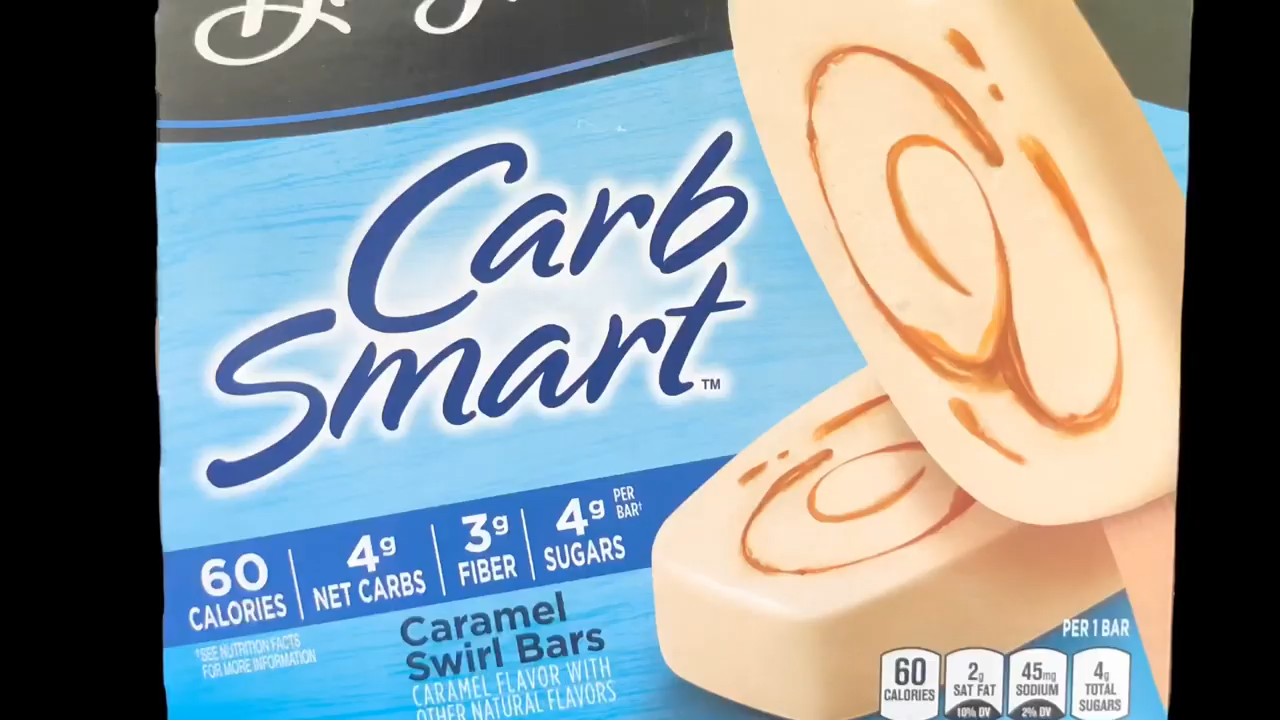 Carb
Smart™
60
CALORIES
4g
NET CARBS
3g
FIBER
4g PER BAR†
SUGARS
†SEE NUTRITION FACTS
FOR MORE INFORMATION
Caramel
Swirl Bars
CARAMEL FLAVOR WITH
OTHER NATURAL FLAVORS
PER 1 BAR
60
CALORIES
2g
SAT FAT
10% DV
45mg
SODIUM
2% DV
4g
TOTAL
SUGARS